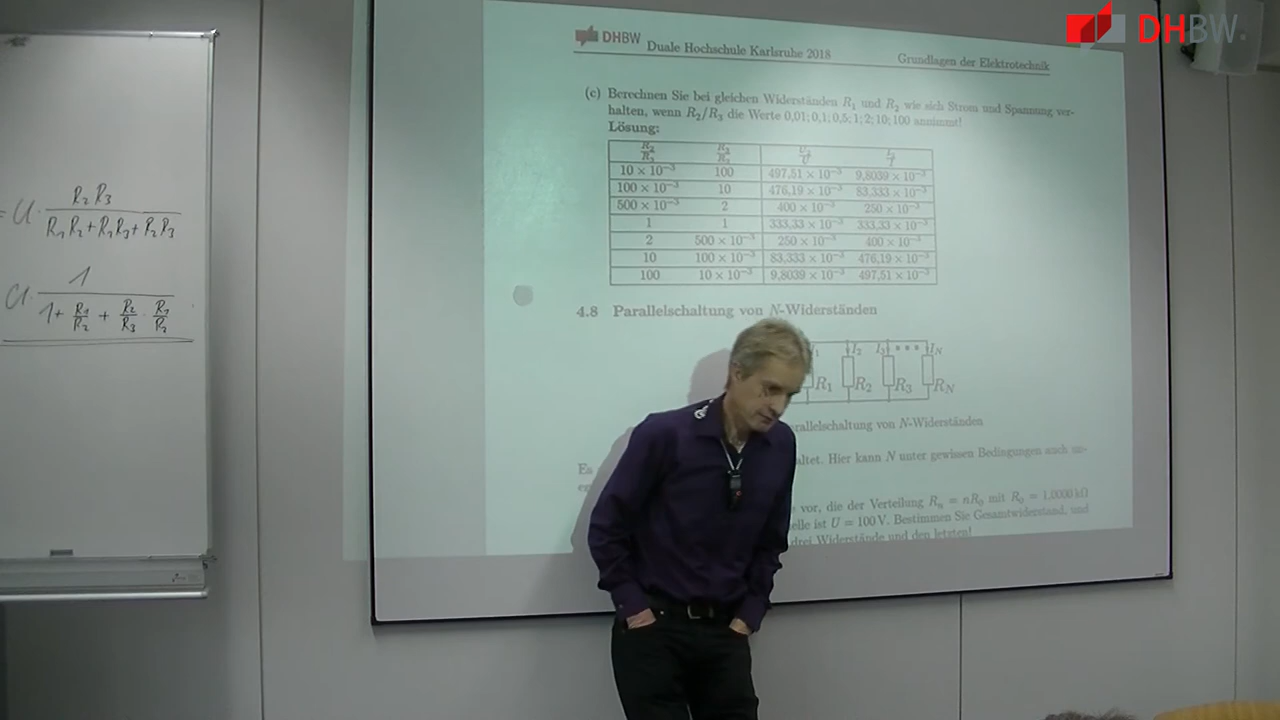 DHBW
= U · R₂ R₃ / (R₁R₂ + R₁R₃ + R₂R₃)
U · 1 / (1 + R₁/R₂ + R₂/R₃ · R₁/R₂)
DHBW Duale Hochschule Karlsruhe 2018 Grundlagen der Elektrotechnik
(c) Berechnen Sie bei gleichen Widerständen R₁ und R₂ wie sich Strom und Spannung ver-
halten, wenn R₂/R₃ die Werte 0,01; 0,1; 0,5; 1; 2; 10; 100 annimmt!
Lösung:
10 × 10⁻³ 100 497,51 × 10⁻³ 9,8039 × 10⁻³
100 × 10⁻³ 10 476,19 × 10⁻³ 83,333 × 10⁻³
500 × 10⁻³ 2 400 × 10⁻³ 250 × 10⁻³
1 1 333,33 × 10⁻³ 333,33 × 10⁻³
2 500 × 10⁻³ 250 × 10⁻³ 400 × 10⁻³
10 100 × 10⁻³ 83,333 × 10⁻³ 476,19 × 10⁻³
100 10 × 10⁻³ 9,8039 × 10⁻³ 497,51 × 10⁻³
4.8 Parallelschaltung von N-Widerständen
I₂ I₃ I_N
R₁ R₂ R₃ R_N
von N-Widerständen
Es altet. Hier kann N unter gewissen Bedingungen auch un-
vor, die der Verteilung Rₙ = nR₀ mit R₀ = 1,0000 kΩ
elle ist U = 100 V. Bestimmen Sie Gesamtwiderstand, und
drei Widerstände und den letzten!